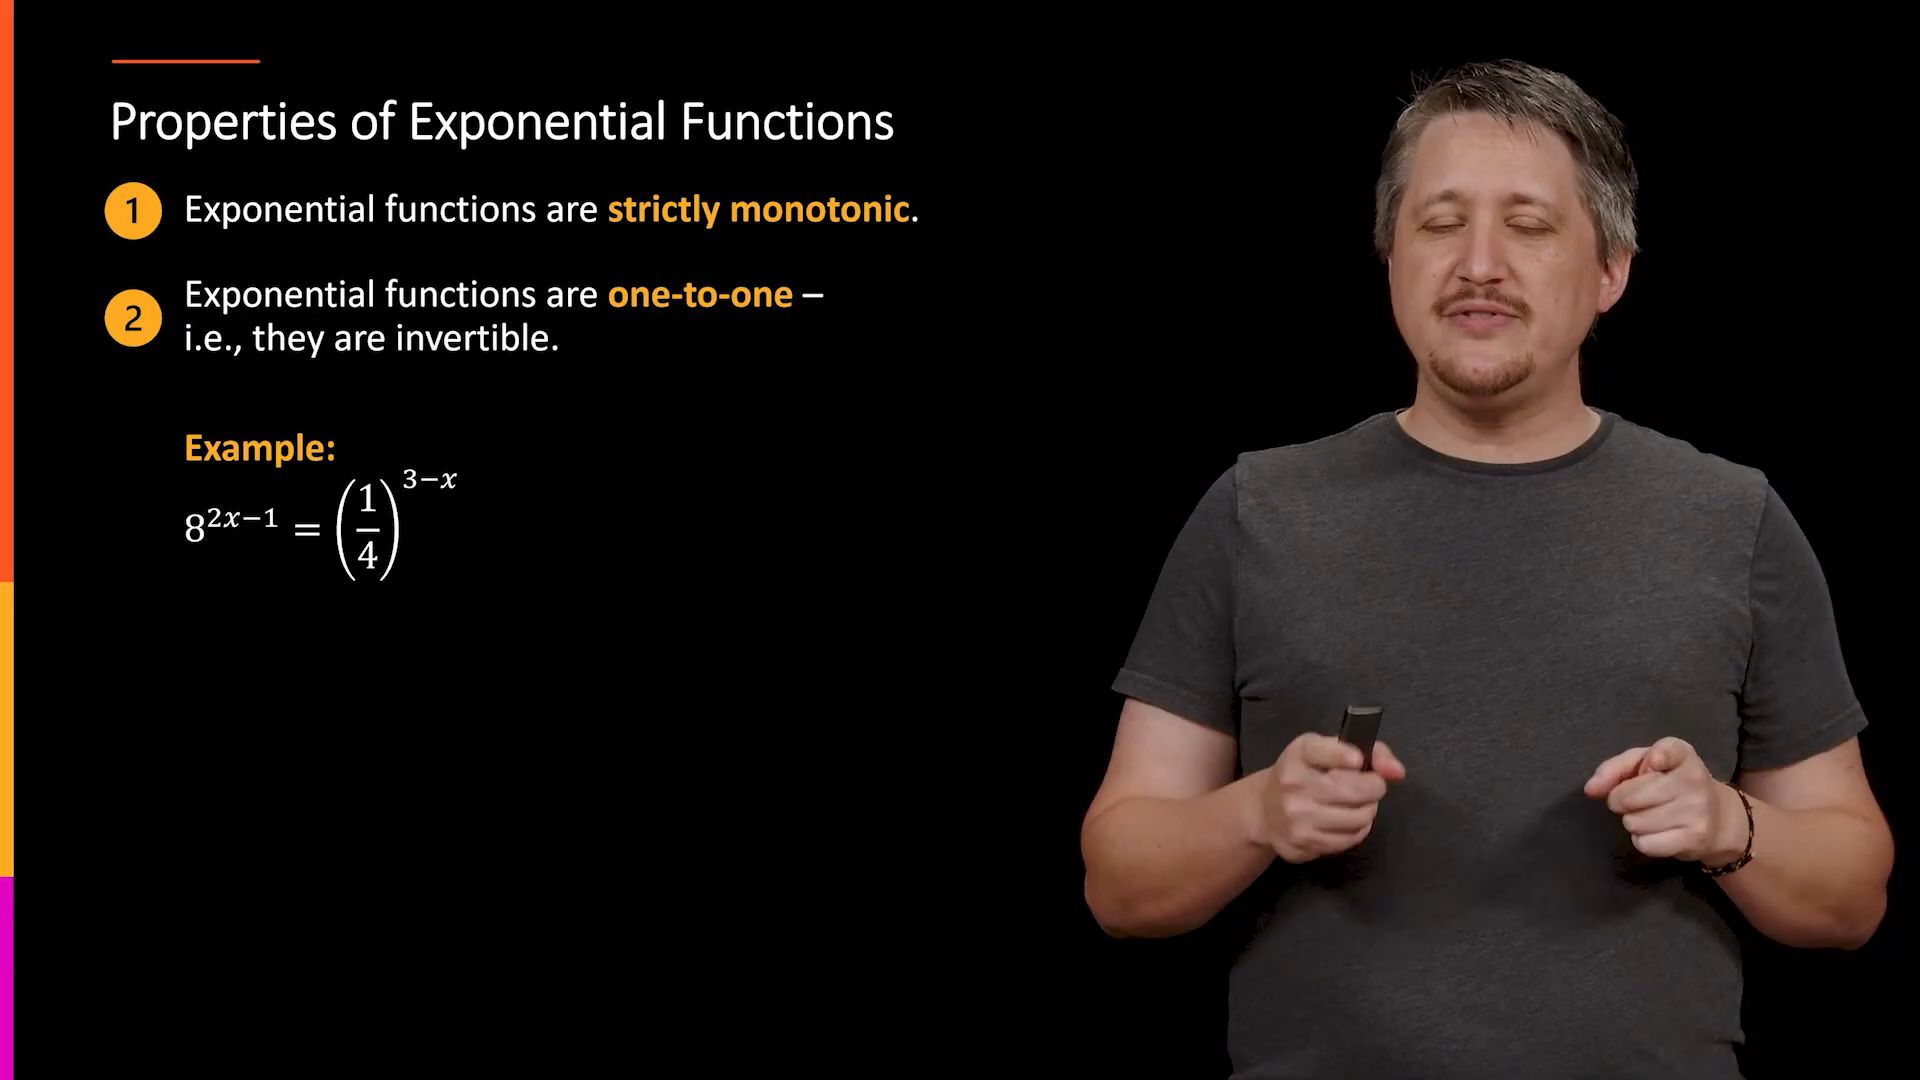 Properties of Exponential Functions
1 Exponential functions are strictly monotonic.
2 Exponential functions are one-to-one –
i.e., they are invertible.
Example:
8^{2x−1} = (1/4)^{3−x}